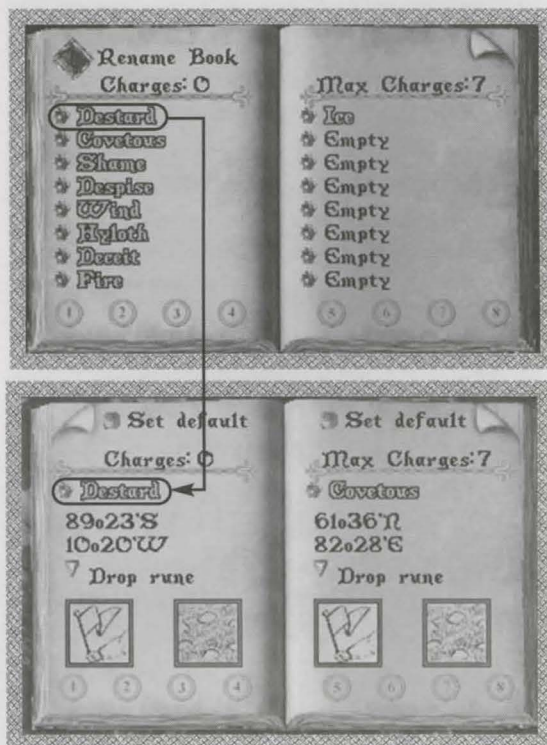 Rename Book
Charges: 0
Destard
Covetous
Shame
Despise
Wind
Hyloth
Deceit
Fire
1 2 3 4
Max Charges: 7
Ice
Empty
Empty
Empty
Empty
Empty
Empty
Empty
5 6 7 8
Set default
Charges: 0
Destard
89o23'S
10o20'W
Drop rune
1 2 3 4
Set default
Max Charges: 7
Covetous
61o36'N
82o28'E
Drop rune
5 6 7 8